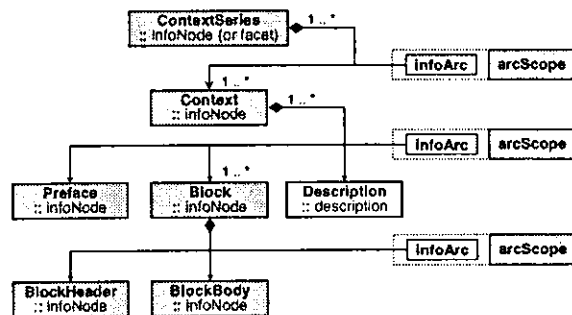 ContextSeries
:: InfoNode (or facet)
1 .. *
InfoArc
arcScope
1 .. *
Context
:: infoNode
1 .. *
InfoArc
arcScope
1 .. *
Preface
:: infoNode
Block
:: infoNode
Description
:: description
InfoArc
arcScope
BlockHeader
:: infoNode
BlockBody
:: infoNode